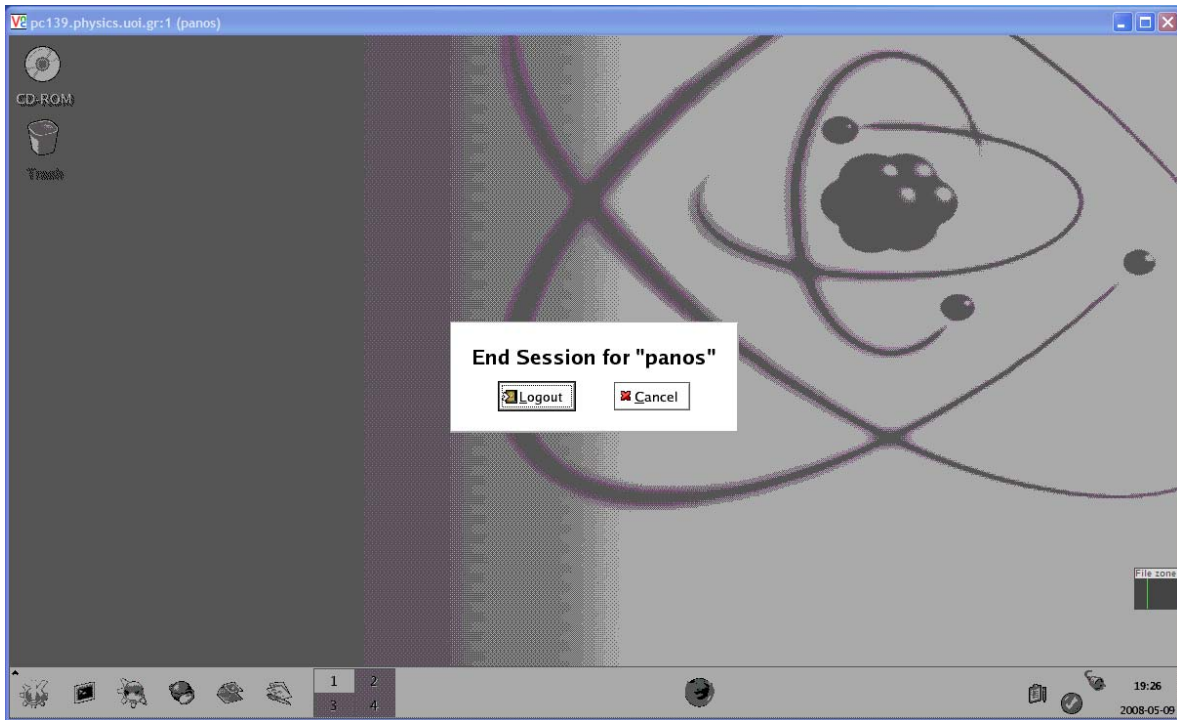 V2 pc139.physics.uoi.gr:1 (panos)
CD-ROM
Trash
End Session for "panos"
Logout
Cancel
File zone
1 2
3 4
19:26
2008-05-09